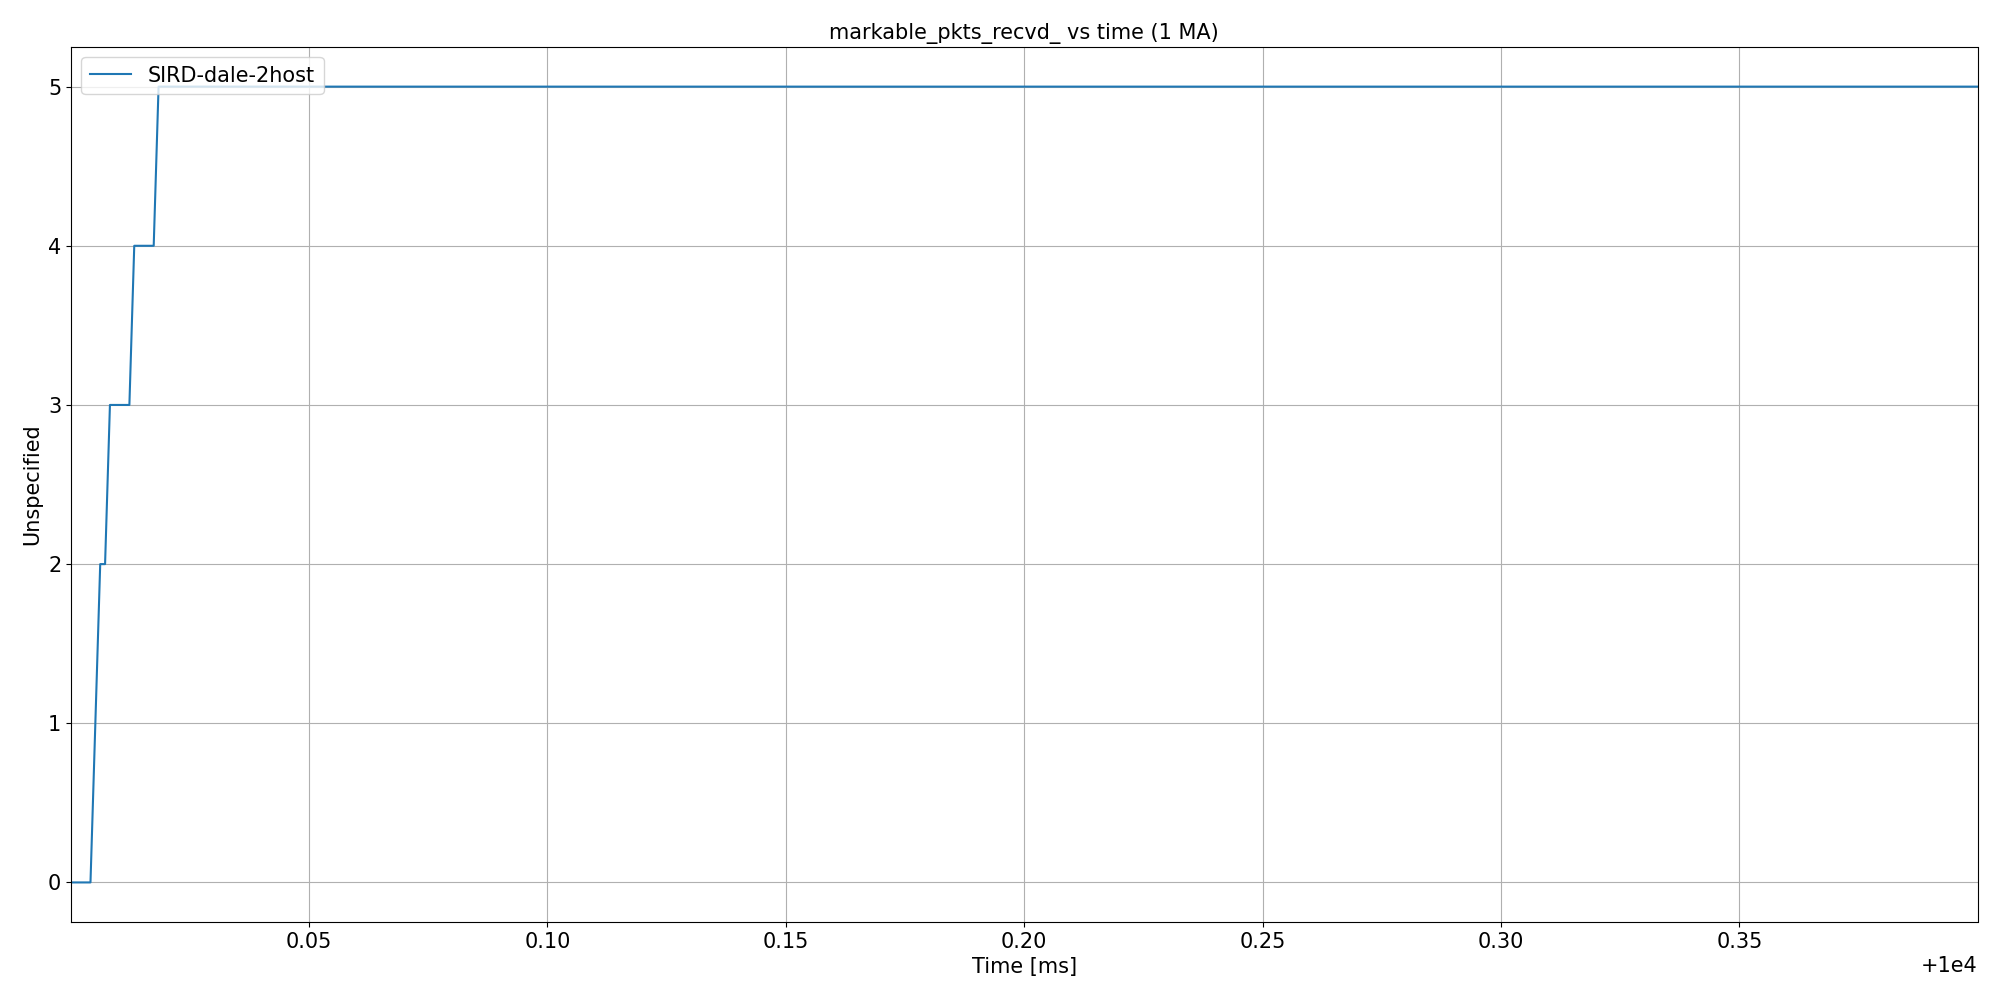 markable_pkts_recvd_ vs time (1 MA)
SIRD-dale-2host
5
4
3
2
1
0
Unspecified
0.05 0.10 0.15 0.20 0.25 0.30 0.35
Time [ms]
+1e4